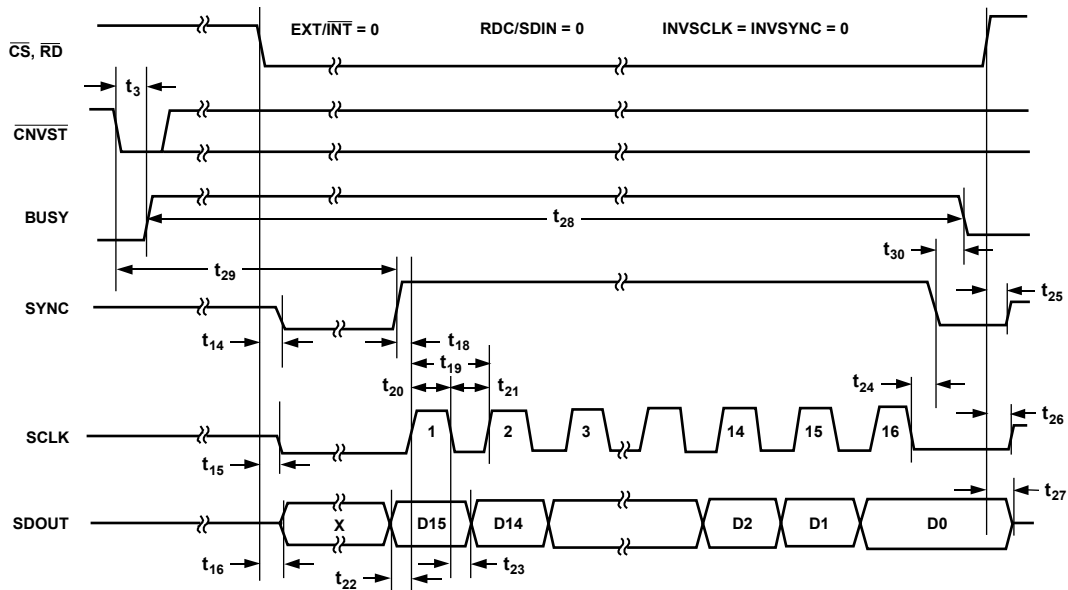 EXT/INT = 0 RDC/SDIN = 0 INVSCLK = INVSYNC = 0
CS, RD
t3
CNVST
BUSY
t28
t30
t29
t25
SYNC
t14
t18
t19
t20 t21
t24
t26
SCLK
1 2 3 14 15 16
t15
t27
SDOUT
X D15 D14 D2 D1 D0
t16
t22 t23